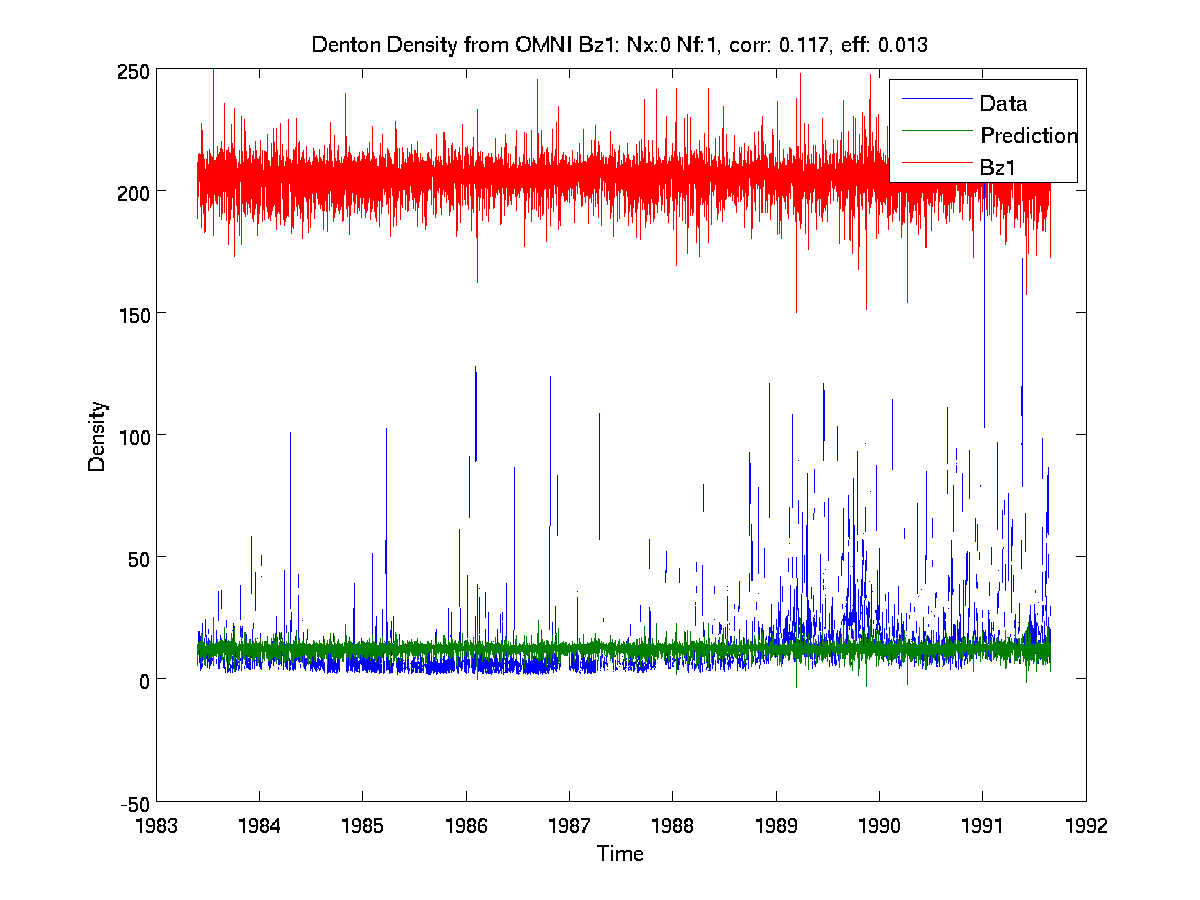 Denton Density from OMNI Bz1: Nx:0 Nf:1, corr: 0.117, eff: 0.013
250
200
150
100
50
0
-50
Density
Data
Prediction
Bz1
1983 1984 1985 1986 1987 1988 1989 1990 1991 1992
Time